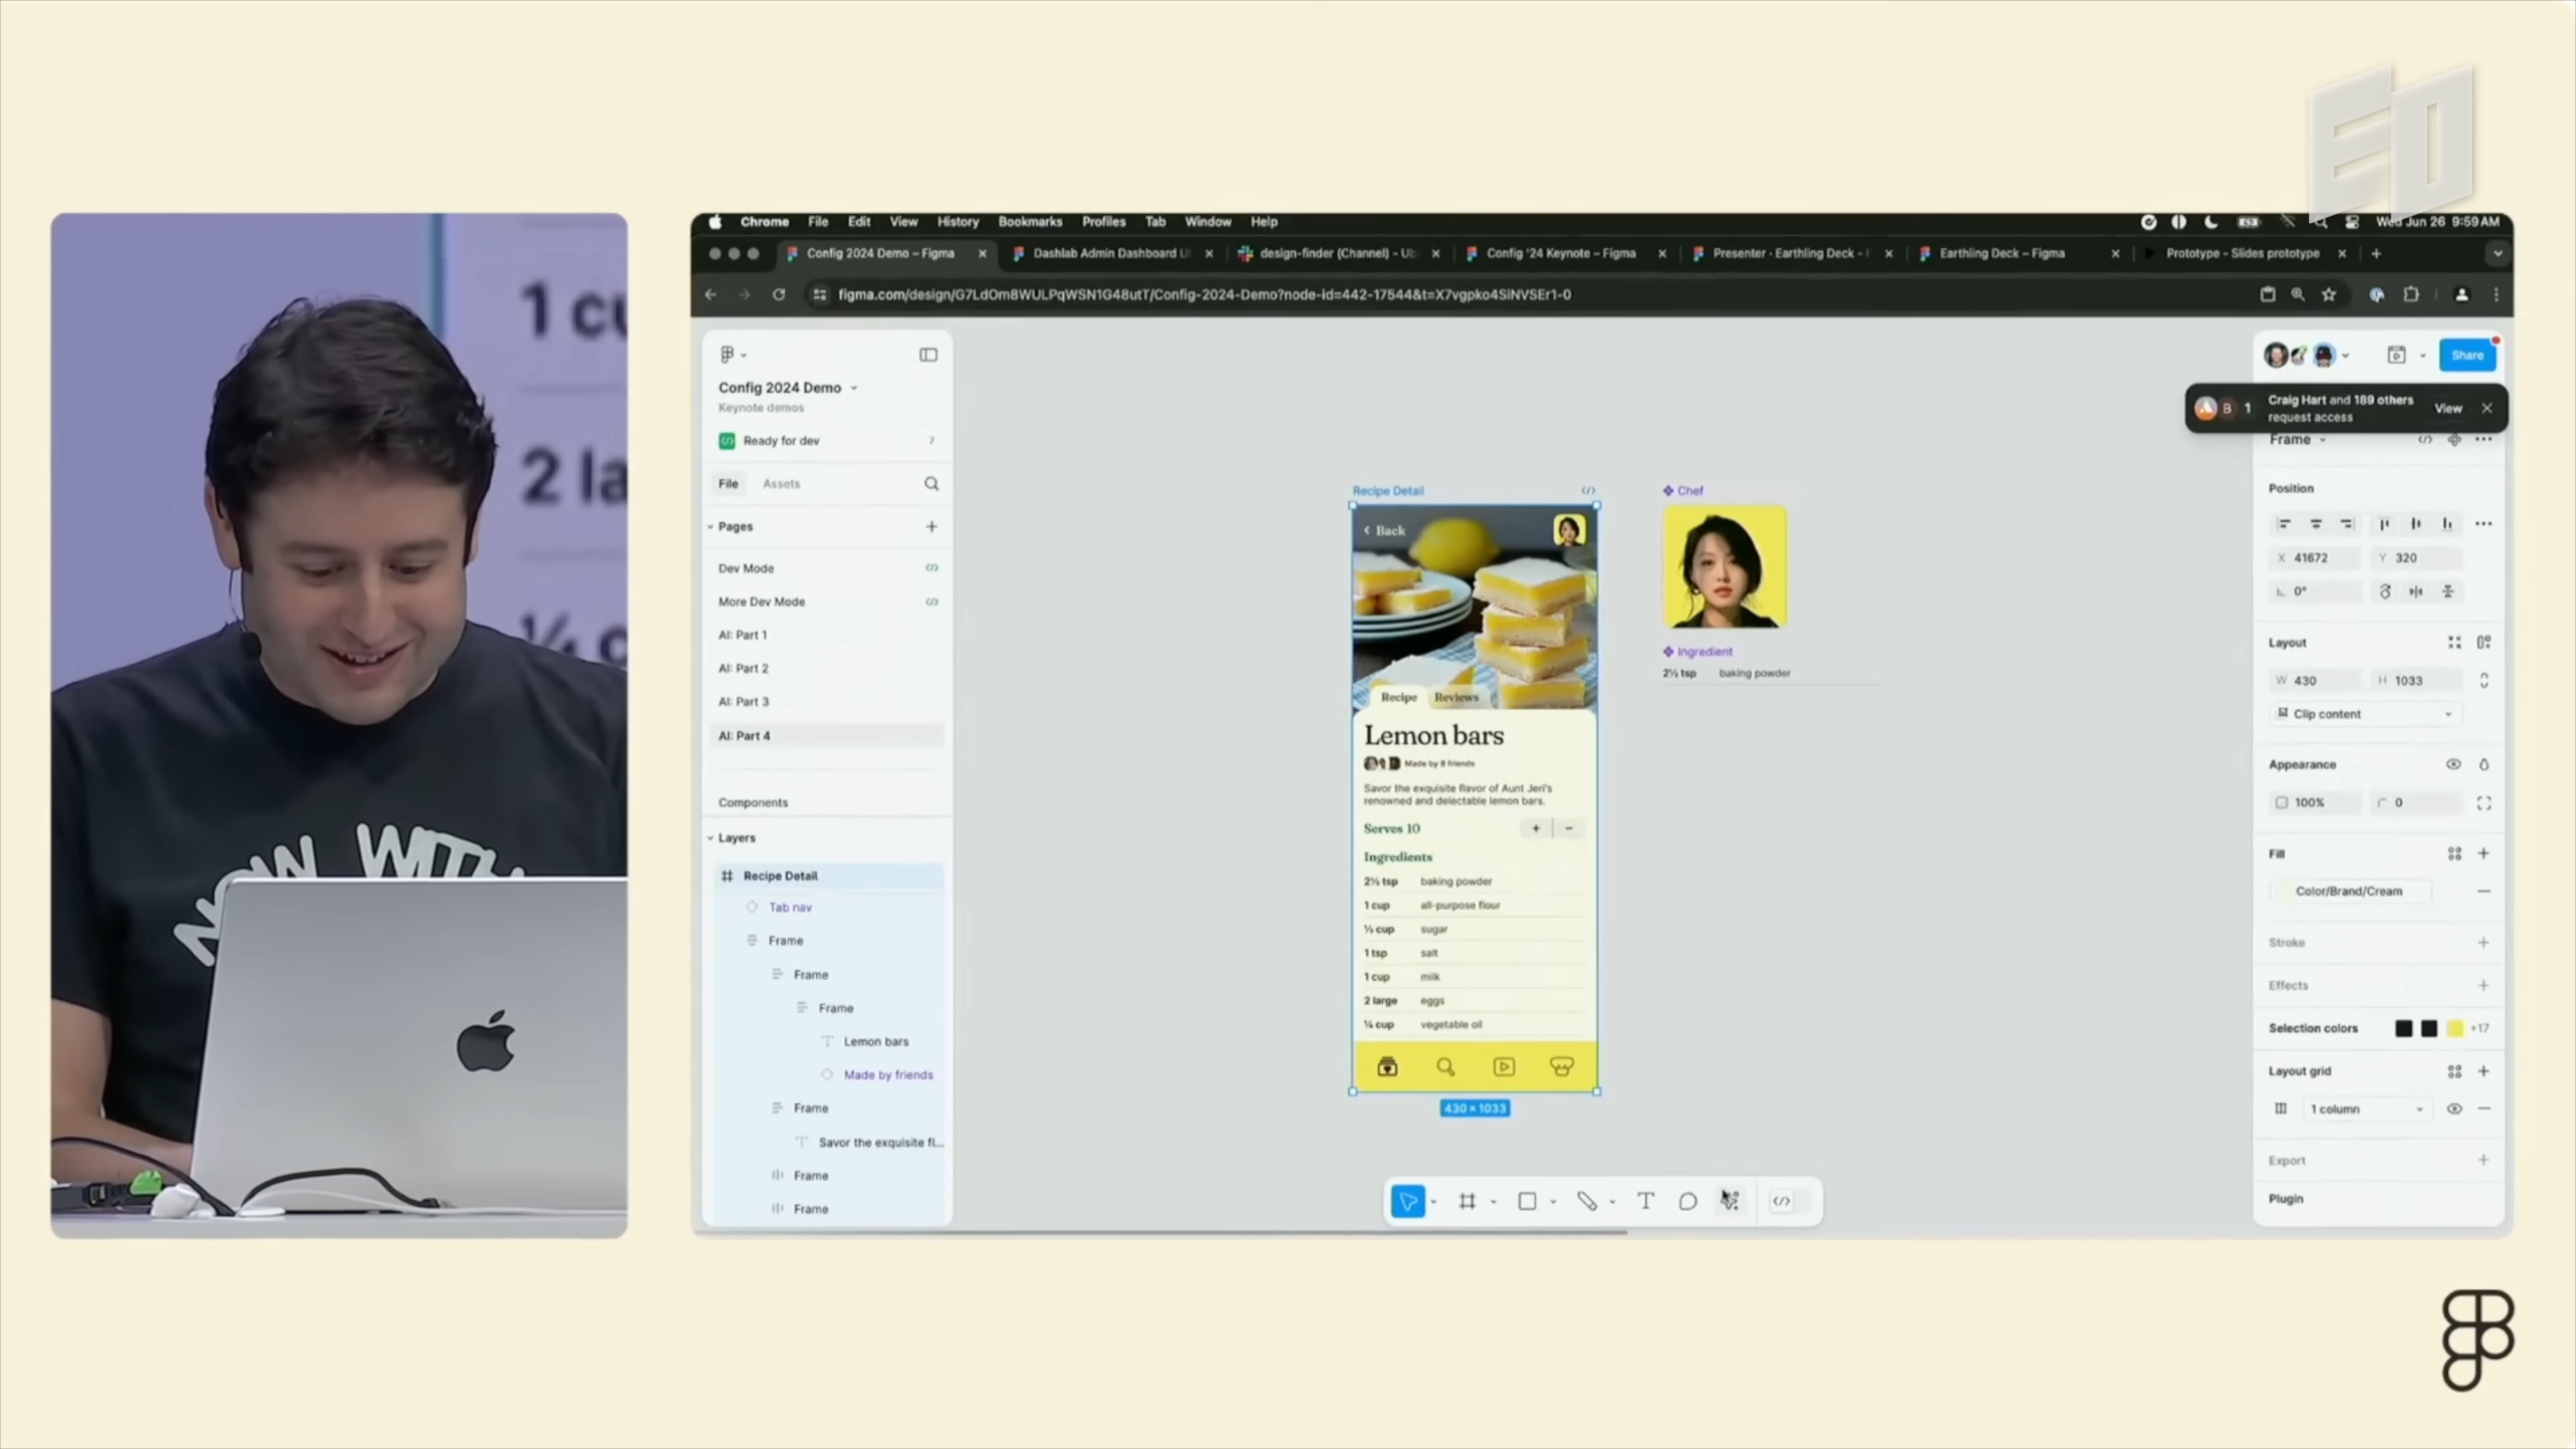 ED
1 cu
2 la
¼ c
NOW WITH
Chrome File Edit View History Bookmarks Profiles Tab Window Help
Wed Jun 26 9:59 AM
Config 2024 Demo – Figma
Dashlab Admin Dashboard U
design-finder (Channel) - Ub
Config '24 Keynote – Figma
Presenter - Earthling Deck - F
Earthling Deck – Figma
Prototype - Slides prototype
figma.com/design/G7LdOm8WULPqWSN1G48utT/Config-2024-Demo?node-id=442-17544&t=X7vgpko4SiNVSEr1-0
Config 2024 Demo
Keynote demos
Ready for dev 7
File Assets
Pages
Dev Mode
More Dev Mode
AI: Part 1
AI: Part 2
AI: Part 3
AI: Part 4
Components
Layers
Recipe Detail
Tab nav
Frame
Frame
Frame
Lemon bars
Made by friends
Frame
Savor the exquisite fl...
Frame
Frame
Recipe Detail
Back
Recipe Reviews
Lemon bars
Made by 8 friends
Savor the exquisite flavor of Aunt Jeri's
renowned and delectable lemon bars.
Serves 10 + −
Ingredients
2½ tsp baking powder
1 cup all-purpose flour
sugar
1 tsp salt
1 cup milk
2 large eggs
¼ cup vegetable oil
430 × 1033
Chef
Ingredient
2½ tsp baking powder
Share
B 1
Craig Hart and 189 others
request access
View
Frame
Position
X 41672 Y 320
0°
Layout
W 430 H 1033
Clip content
Appearance
100% 0
Fill
Color/Brand/Cream
Stroke
Effects
Selection colors +17
Layout grid
1 column
Export
Plugin